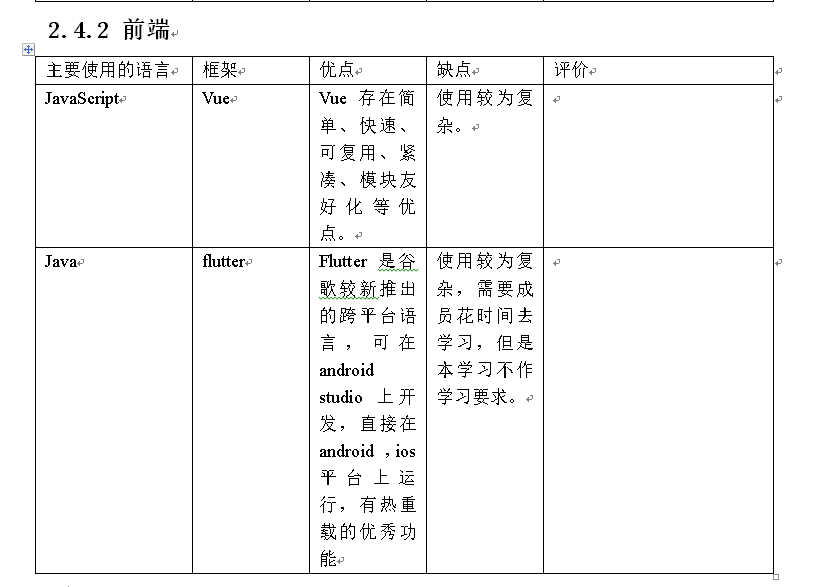 2.4.2 前端
主要使用的语言 框架 优点 缺点 评价
JavaScript
Vue
Vue 存在简
单、快速、
可复用、紧
凑、模块友
好化等优
点。
使用较为复
杂。
Java
flutter
Flutter 是谷
歌较新推出
的跨平台语
言，可在
android
studio 上开
发，直接在
android ，ios
平台上运
行，有热重
载的优秀功
能
使用较为复
杂，需要成
员花时间去
学习，但是
本学习不作
学习要求。